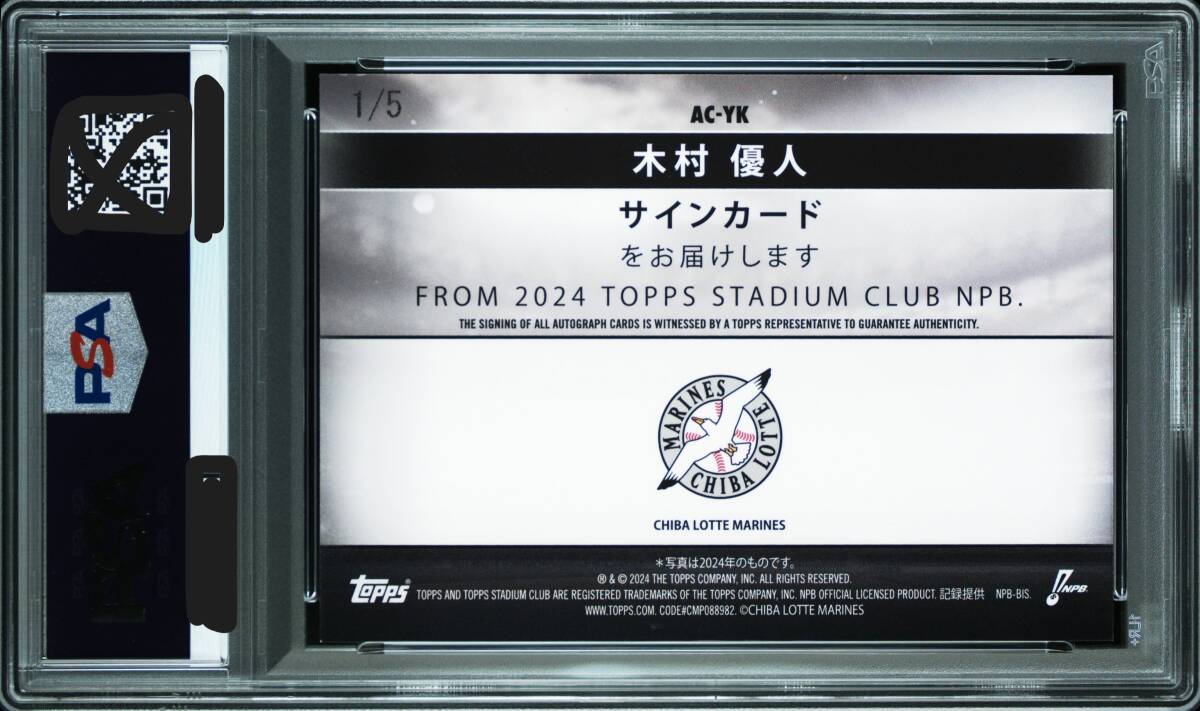 1/5
AC-YK
木村 優人
サインカード
をお届けします
FROM 2024 TOPPS STADIUM CLUB NPB.
THE SIGNING OF ALL AUTOGRAPH CARDS IS WITNESSED BY A TOPPS REPRESENTATIVE TO GUARANTEE AUTHENTICITY.
MARINES
CHIBA LOTTE
CHIBA LOTTE MARINES
*写真は2024年のものです。
® & © 2024 THE TOPPS COMPANY, INC. ALL RIGHTS RESERVED.
topps® TOPPS AND TOPPS STADIUM CLUB ARE REGISTERED TRADEMARKS OF THE TOPPS COMPANY, INC. NPB OFFICIAL LICENSED PRODUCT. 記録提供 NPB-BIS. NPB
WWW.TOPPS.COM. CODE#CMP088982. ©CHIBA LOTTE MARINES
PSA
PSA